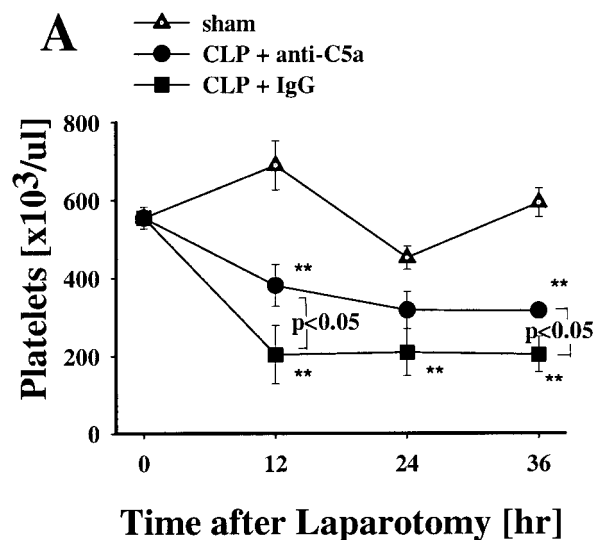 A
sham
CLP + anti-C5a
CLP + IgG
Platelets [x10³/ul]
800
600
400
200
0
**
**
**
**
**
p<0.05
p<0.05
0
12
24
36
Time after Laparotomy [hr]